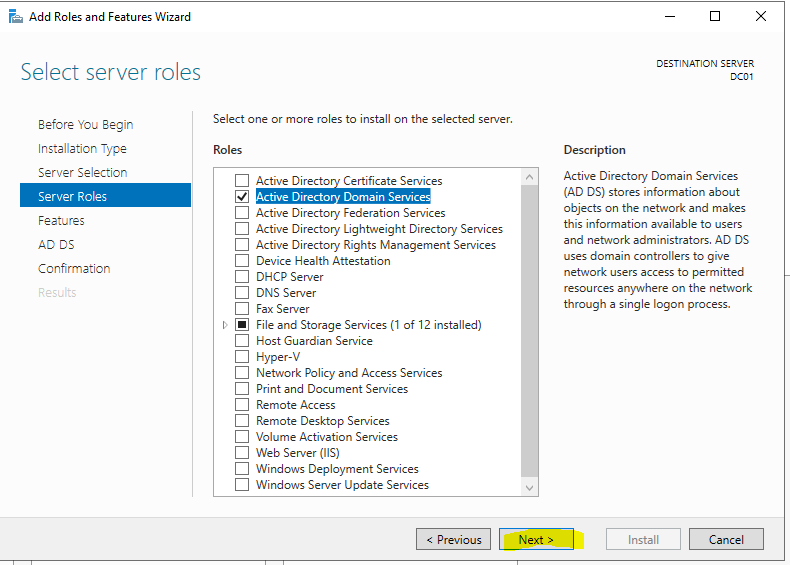 Add Roles and Features Wizard
Select server roles
DESTINATION SERVER
DC01
Before You Begin
Installation Type
Server Selection
Server Roles
Features
AD DS
Confirmation
Results
Select one or more roles to install on the selected server.
Roles
Active Directory Certificate Services
Active Directory Domain Services
Active Directory Federation Services
Active Directory Lightweight Directory Services
Active Directory Rights Management Services
Device Health Attestation
DHCP Server
DNS Server
Fax Server
File and Storage Services (1 of 12 installed)
Host Guardian Service
Hyper-V
Network Policy and Access Services
Print and Document Services
Remote Access
Remote Desktop Services
Volume Activation Services
Web Server (IIS)
Windows Deployment Services
Windows Server Update Services
Description
Active Directory Domain Services
(AD DS) stores information about
objects on the network and makes
this information available to users
and network administrators. AD DS
uses domain controllers to give
network users access to permitted
resources anywhere on the network
through a single logon process.
< Previous
Next >
Install
Cancel